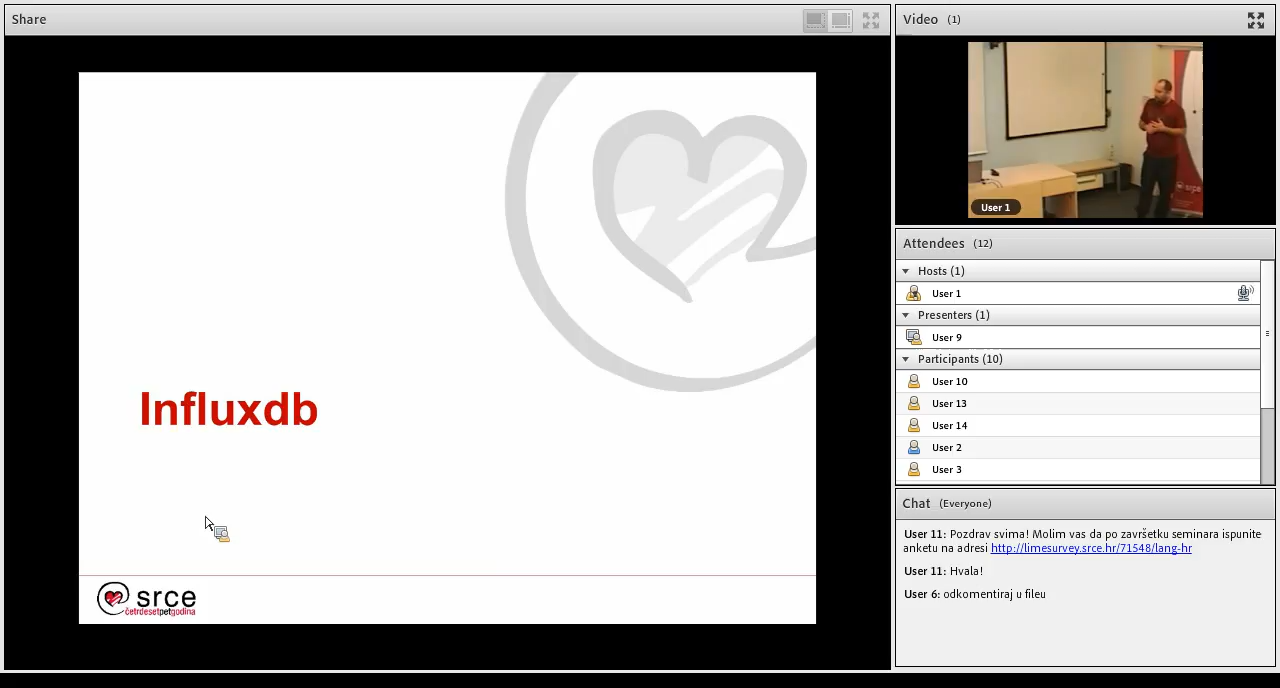 Share
Influxdb
srce
četrdesetpetgodina
Video (1)
User 1
srce
Attendees (12)
Hosts (1)
User 1
Presenters (1)
User 9
Participants (10)
User 10
User 13
User 14
User 2
User 3
Chat (Everyone)
User 11: Pozdrav svima! Molim vas da po završetku seminara ispunite
anketu na adresi http://limesurvey.srce.hr/71548/lang-hr
User 11: Hvala!
User 6: odkomentiraj u fileu